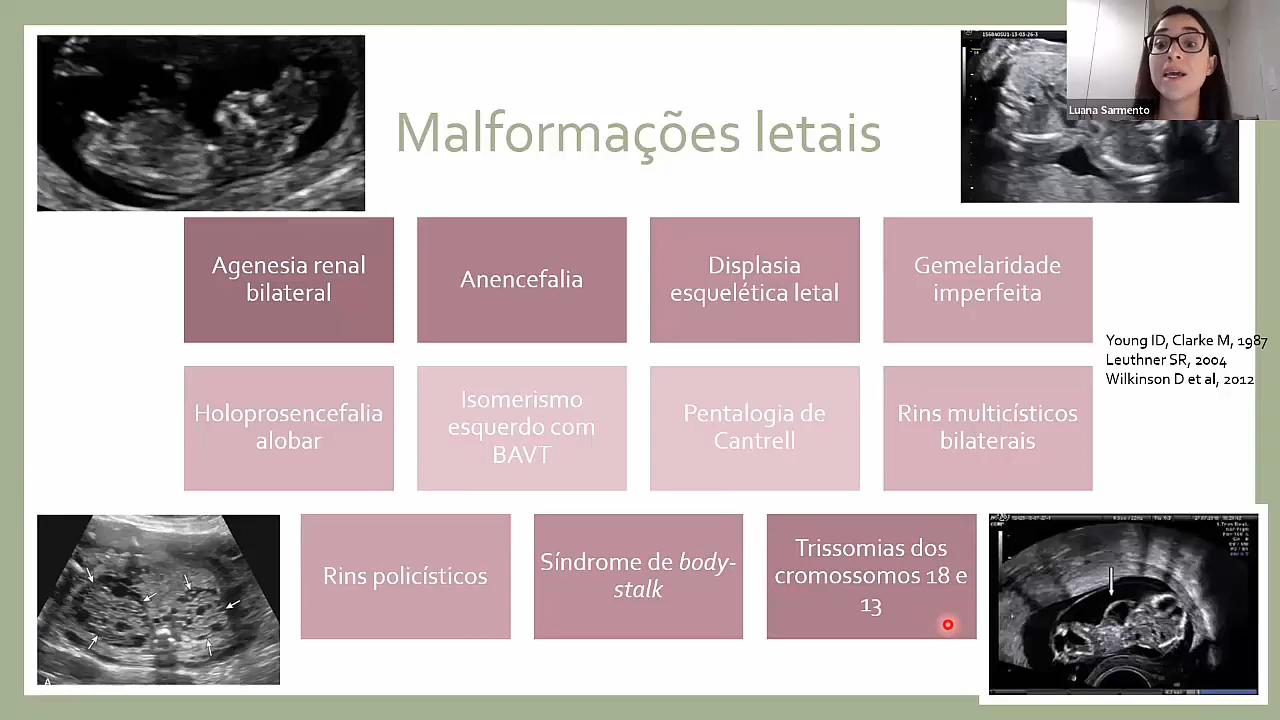 Malformações letais
Luana Sarmento
Agenesia renal
bilateral
Anencefalia
Displasia
esquelética letal
Gemelaridade
imperfeita
Young ID, Clarke M, 1987
Leuthner SR, 2004
Wilkinson D et al, 2012
Holoprosencefalia
alobar
Isomerismo
esquerdo com
BAVT
Pentalogia de
Cantrell
Rins multicísticos
bilaterais
Rins policísticos
Síndrome de body-
stalk
Trissomias dos
cromossomos 18 e
13
A